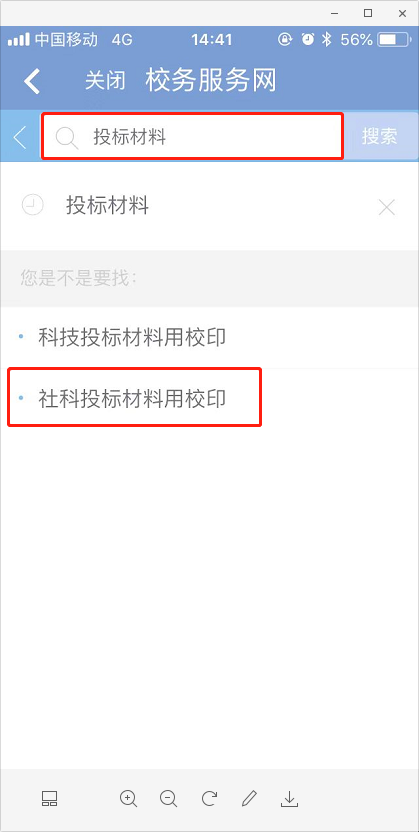 中国移动 4G 14:41 56%
关闭 校务服务网
投标材料 搜索
投标材料
您是不是要找：
科技投标材料用校印
社科投标材料用校印